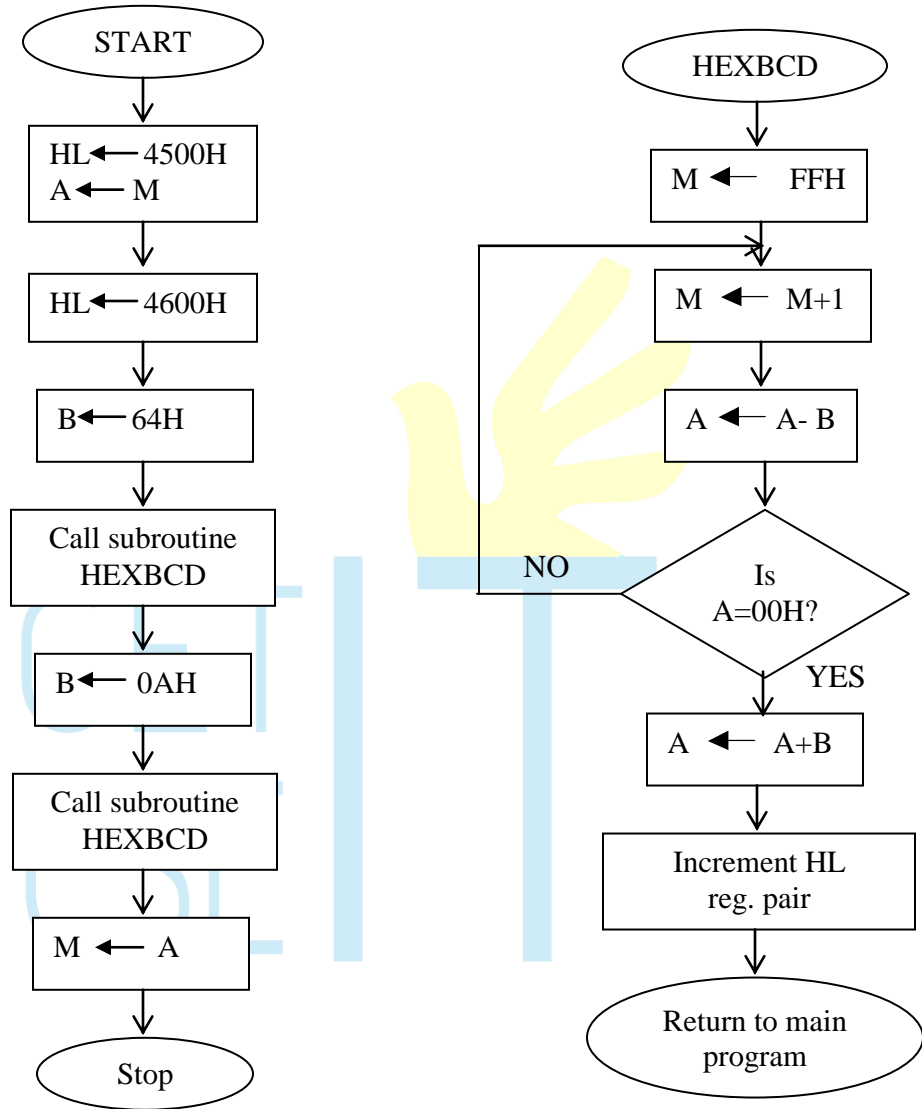 START
HL ← 4500H
A ← M
HL ← 4600H
B ← 64H
Call subroutine
HEXBCD
B ← 0AH
Call subroutine
HEXBCD
M ← A
Stop
HEXBCD
M ← FFH
M ← M+1
A ← A- B
NO
Is
A=00H?
YES
A ← A+B
Increment HL
reg. pair
Return to main
program